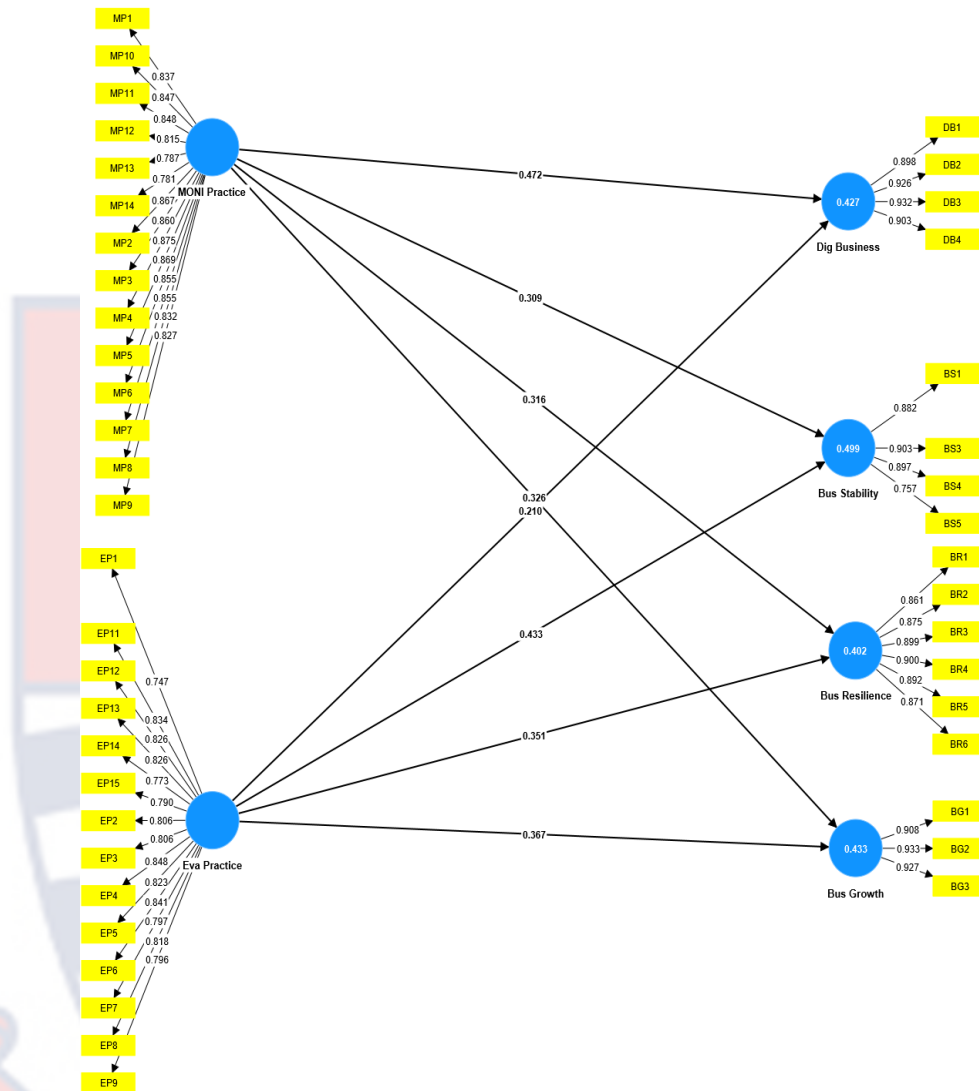 MP1
MP10
MP11
MP12
MP13
MP14
MP2
MP3
MP4
MP5
MP6
MP7
MP8
MP9
0.837
0.847
0.848
0.815
0.787
0.781
0.867
0.860
0.875
0.869
0.855
0.855
0.832
0.827
MONI Practice
EP1
EP11
EP12
EP13
EP14
EP15
EP2
EP3
EP4
EP5
EP6
EP7
EP8
EP9
0.747
0.834
0.826
0.826
0.773
0.790
0.806
0.806
0.848
0.823
0.841
0.797
0.818
0.796
Eva Practice
0.472
0.309
0.316
0.326
0.210
0.433
0.351
0.367
0.427
Dig Business
0.898
0.926
0.932
0.903
DB1
DB2
DB3
DB4
0.499
Bus Stability
0.882
0.903
0.897
0.757
BS1
BS3
BS4
BS5
0.402
Bus Resilience
0.861
0.875
0.899
0.900
0.892
0.871
BR1
BR2
BR3
BR4
BR5
BR6
0.433
Bus Growth
0.908
0.933
0.927
BG1
BG2
BG3